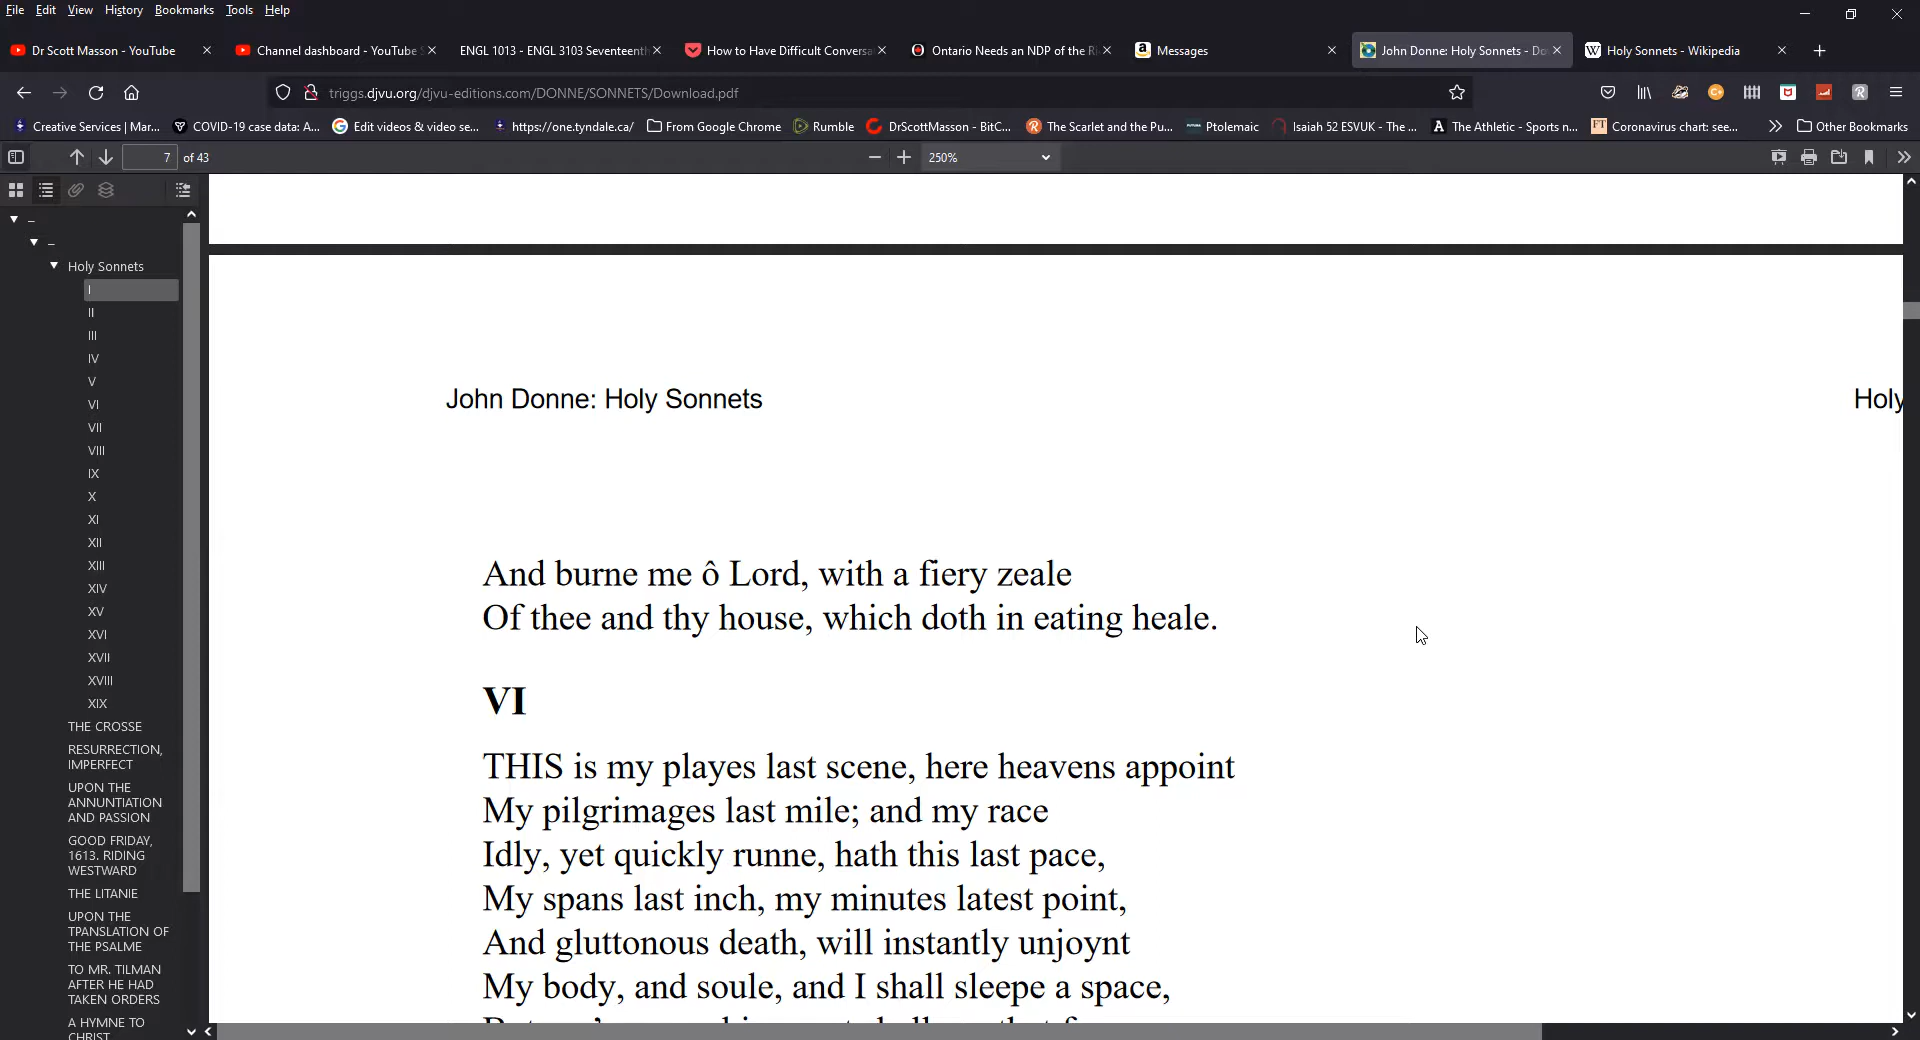 File Edit View History Bookmarks Tools Help
Dr Scott Masson - YouTube
Channel dashboard - YouTube
ENGL 1013 - ENGL 3103 Seventeenth
How to Have Difficult Conversa
Ontario Needs an NDP of the Ri
Messages
John Donne: Holy Sonnets - Do
Holy Sonnets - Wikipedia
triggs.djvu.org/djvu-editions.com/DONNE/SONNETS/Download.pdf
Creative Services | Mar...
COVID-19 case data: A...
Edit videos & video se...
https://one.tyndale.ca/
From Google Chrome
Rumble
DrScottMasson - BitC...
The Scarlet and the Pu...
Ptolemaic
Isaiah 52 ESVUK - The ...
The Athletic - Sports n...
Coronavirus chart: see...
Other Bookmarks
7 of 43
250%
Holy Sonnets
I
II
III
IV
V
VI
VII
VIII
IX
X
XI
XII
XIII
XIV
XV
XVI
XVII
XVIII
XIX
THE CROSSE
RESURRECTION,
IMPERFECT
UPON THE
ANNUNTIATION
AND PASSION
GOOD FRIDAY,
1613. RIDING
WESTWARD
THE LITANIE
UPON THE
TPANSLATION OF
THE PSALME
TO MR. TILMAN
AFTER HE HAD
TAKEN ORDERS
A HYMNE TO
CHRIST
John Donne: Holy Sonnets
Holy
And burne me ô Lord, with a fiery zeale
Of thee and thy house, which doth in eating heale.
VI
THIS is my playes last scene, here heavens appoint
My pilgrimages last mile; and my race
Idly, yet quickly runne, hath this last pace,
My spans last inch, my minutes latest point,
And gluttonous death, will instantly unjoynt
My body, and soule, and I shall sleepe a space,